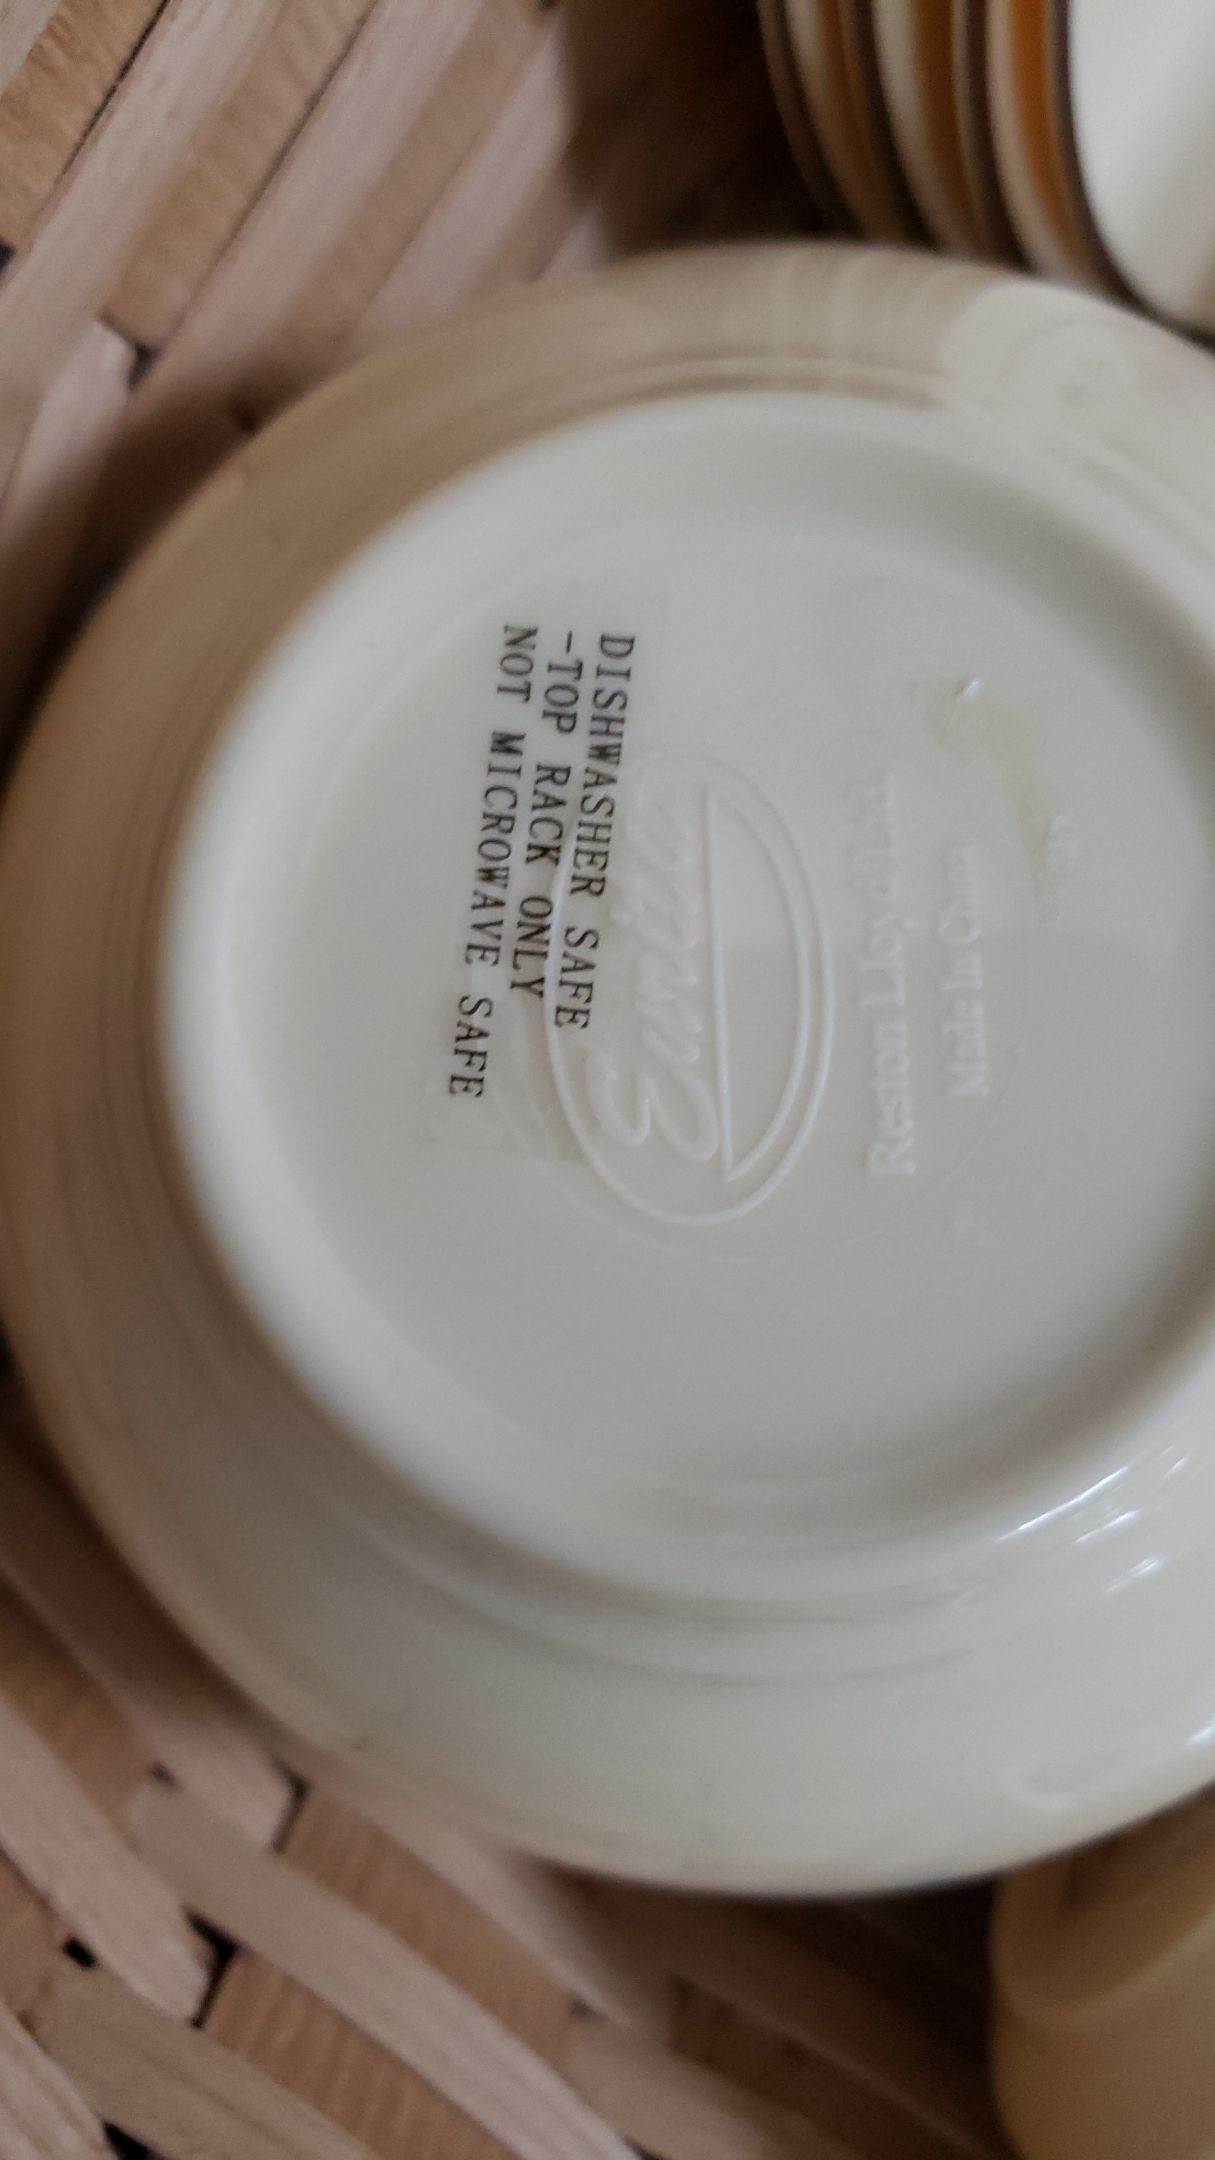 DISHWASHER SAFE
-TOP RACK ONLY
NOT MICROWAVE SAFE
Reston Lloyd Ltd.
Made In China